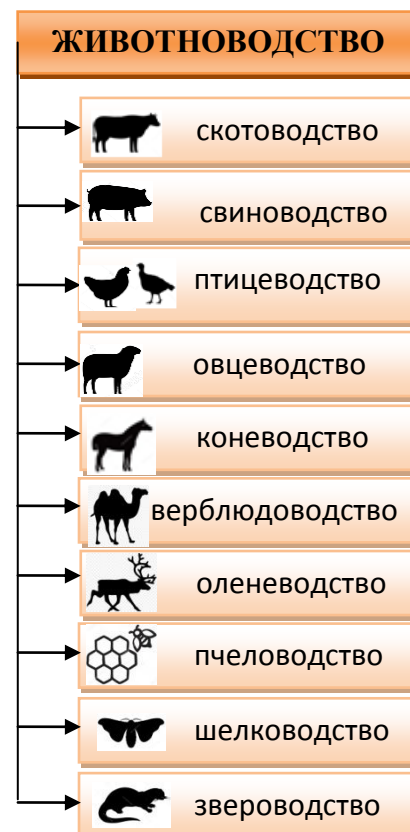 ЖИВОТНОВОДСТВО
скотоводство
свиноводство
птицеводство
овцеводство
коневодство
верблюдоводство
оленеводство
пчеловодство
шелководство
звероводство